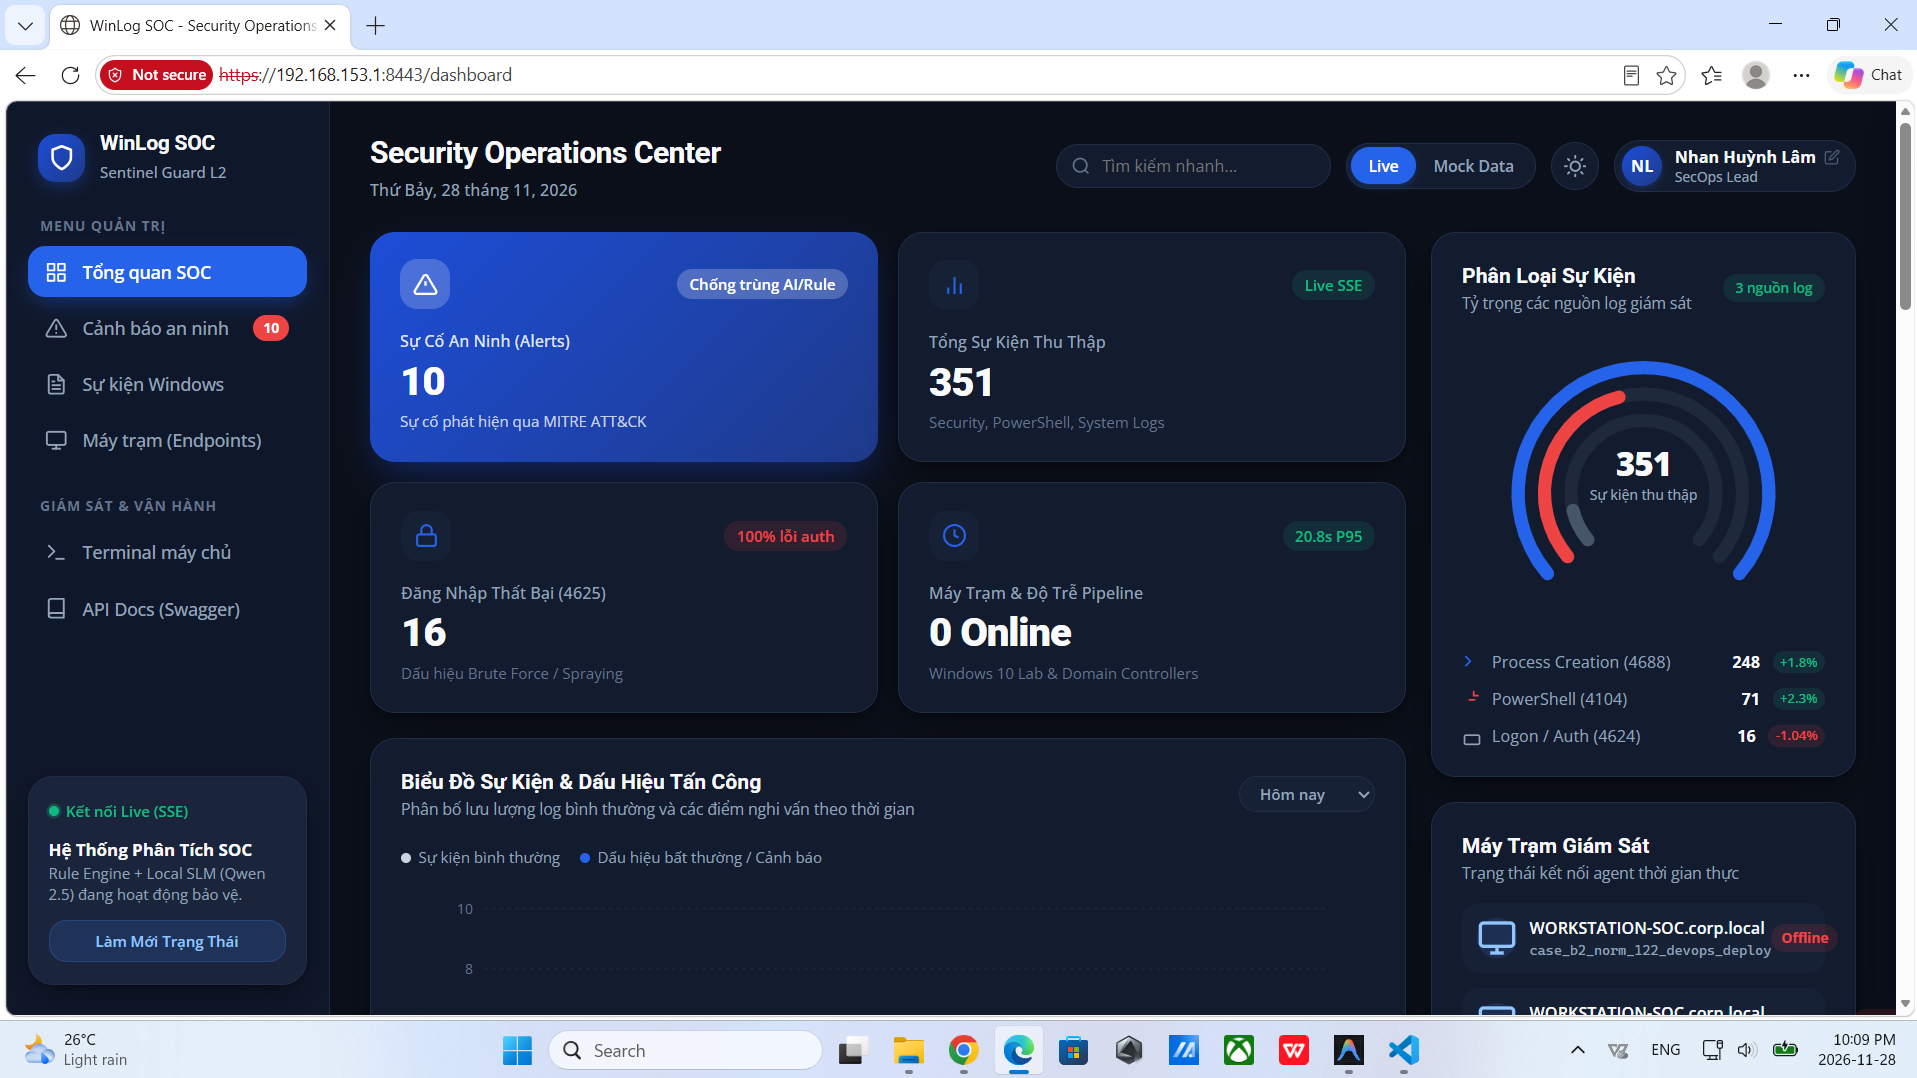 WinLog SOC - Security Operations
Not secure
https://192.168.153.1:8443/dashboard
Chat
WinLog SOC
Sentinel Guard L2
MENU QUẢN TRỊ
Tổng quan SOC
Cảnh báo an ninh
10
Sự kiện Windows
Máy trạm (Endpoints)
GIÁM SÁT & VẬN HÀNH
Terminal máy chủ
API Docs (Swagger)
Kết nối Live (SSE)
Hệ Thống Phân Tích SOC
Rule Engine + Local SLM (Qwen
2.5) đang hoạt động bảo vệ.
Làm Mới Trạng Thái
Security Operations Center
Thứ Bảy, 28 tháng 11, 2026
Tìm kiếm nhanh...
Live
Mock Data
NL
Nhan Huỳnh Lâm
SecOps Lead
Chống trùng AI/Rule
Sự Cố An Ninh (Alerts)
10
Sự cố phát hiện qua MITRE ATT&CK
Live SSE
Tổng Sự Kiện Thu Thập
351
Security, PowerShell, System Logs
100% lỗi auth
Đăng Nhập Thất Bại (4625)
16
Dấu hiệu Brute Force / Spraying
20.8s P95
Máy Trạm & Độ Trễ Pipeline
0 Online
Windows 10 Lab & Domain Controllers
Phân Loại Sự Kiện
Tỷ trọng các nguồn log giám sát
3 nguồn log
351
Sự kiện thu thập
Process Creation (4688)
248
+1.8%
PowerShell (4104)
71
+2.3%
Logon / Auth (4624)
16
-1.04%
Biểu Đồ Sự Kiện & Dấu Hiệu Tấn Công
Phân bố lưu lượng log bình thường và các điểm nghi vấn theo thời gian
Hôm nay
Sự kiện bình thường
Dấu hiệu bất thường / Cảnh báo
10
8
Máy Trạm Giám Sát
Trạng thái kết nối agent thời gian thực
WORKSTATION-SOC.corp.local
case_b2_norm_122_devops_deploy
Offline
WORKSTATION-SOC.corp.local
26°C
Light rain
Search
ENG
10:09 PM
2026-11-28